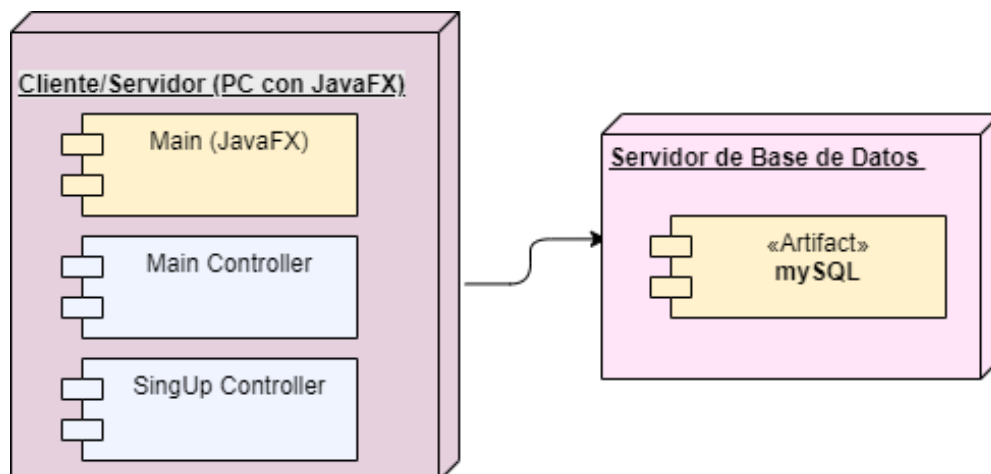 Cliente/Servidor (PC con JavaFX)
Main (JavaFX)
Main Controller
SingUp Controller
Servidor de Base de Datos
«Artifact»
mySQL